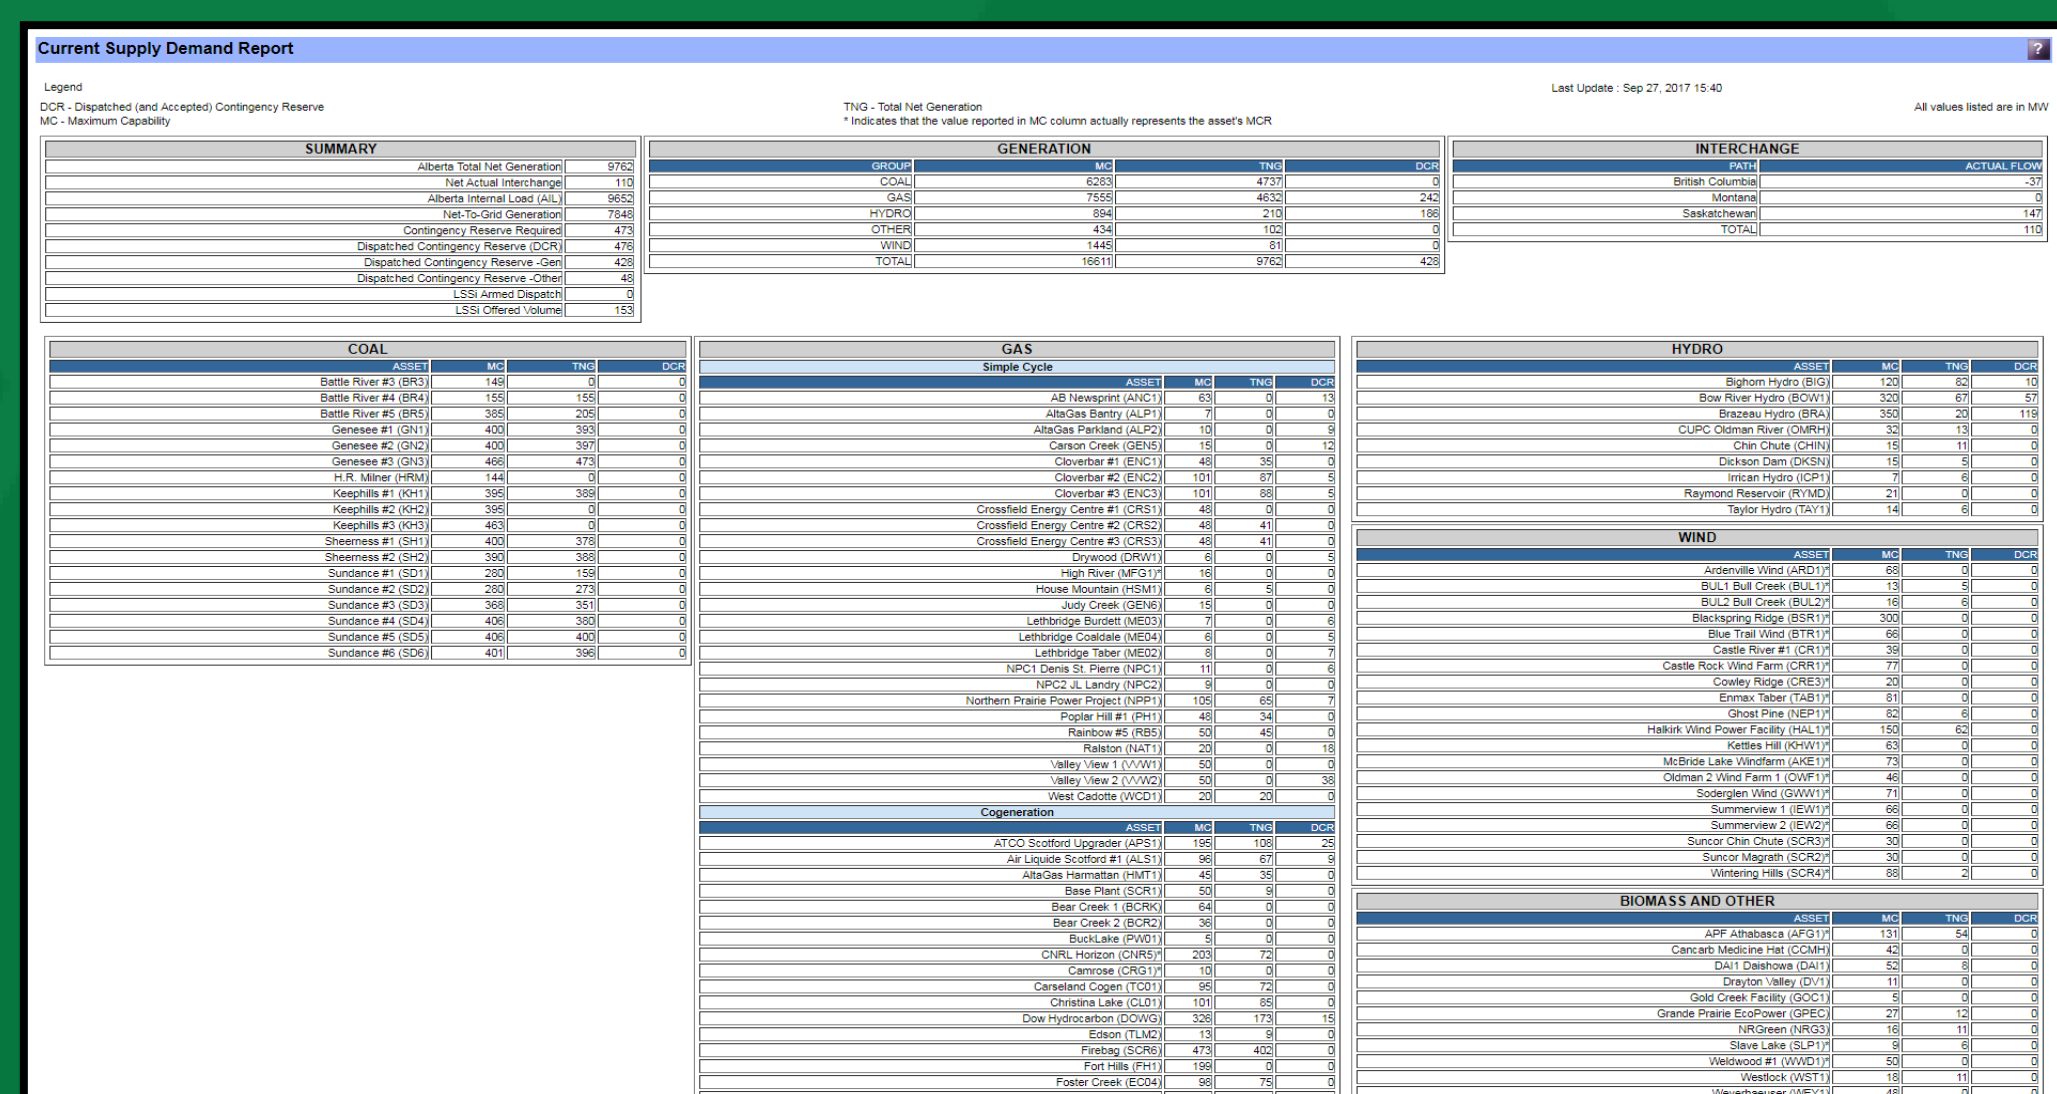 Current Supply Demand Report
?
Legend
Last Update : Sep 27, 2017 15:40
DCR - Dispatched (and Accepted) Contingency Reserve
TNG - Total Net Generation
All values listed are in MW
MC - Maximum Capability
* Indicates that the value reported in MC column actually represents the asset's MCR
SUMMARY
Alberta Total Net Generation 9762
Net Actual Interchange 110
Alberta Internal Load (AIL) 9652
Net-To-Grid Generation 7848
Contingency Reserve Required 473
Dispatched Contingency Reserve (DCR) 476
Dispatched Contingency Reserve -Gen 428
Dispatched Contingency Reserve -Other 48
LSSi Armed Dispatch 0
LSSi Offered Volume 153
GENERATION
GROUP MC TNG DCR
COAL 6283 4737 0
GAS 7555 4632 242
HYDRO 894 210 186
OTHER 434 102 0
WIND 1445 81 0
TOTAL 16611 9762 428
INTERCHANGE
PATH ACTUAL FLOW
British Columbia -37
Montana 0
Saskatchewan 147
TOTAL 110
COAL
ASSET MC TNG DCR
Battle River #3 (BR3) 149 0 0
Battle River #4 (BR4) 155 155 0
Battle River #5 (BR5) 385 205 0
Genesee #1 (GN1) 400 393 0
Genesee #2 (GN2) 400 397 0
Genesee #3 (GN3) 466 473 0
H.R. Milner (HRM) 144 0 0
Keephills #1 (KH1) 395 389 0
Keephills #2 (KH2) 395 0 0
Keephills #3 (KH3) 463 0 0
Sheerness #1 (SH1) 400 378 0
Sheerness #2 (SH2) 390 388 0
Sundance #1 (SD1) 280 159 0
Sundance #2 (SD2) 280 273 0
Sundance #3 (SD3) 368 351 0
Sundance #4 (SD4) 406 380 0
Sundance #5 (SD5) 406 400 0
Sundance #6 (SD6) 401 396 0
GAS
Simple Cycle
ASSET MC TNG DCR
AB Newsprint (ANC1) 63 0 13
AltaGas Bantry (ALP1) 7 0 0
AltaGas Parkland (ALP2) 10 0 9
Carson Creek (GEN5) 15 0 12
Cloverbar #1 (ENC1) 48 35 0
Cloverbar #2 (ENC2) 101 87 5
Cloverbar #3 (ENC3) 101 88 5
Crossfield Energy Centre #1 (CRS1) 48 0 0
Crossfield Energy Centre #2 (CRS2) 48 41 0
Crossfield Energy Centre #3 (CRS3) 48 41 0
Drywood (DRW1) 6 0 5
High River (MFG1)* 16 0 0
House Mountain (HSM1) 6 5 0
Judy Creek (GEN6) 15 0 0
Lethbridge Burdett (ME03) 7 0 6
Lethbridge Coaldale (ME04) 6 0 5
Lethbridge Taber (ME02) 8 0 7
NPC1 Denis St. Pierre (NPC1) 11 0 6
NPC2 JL Landry (NPC2) 9 0 0
Northern Prairie Power Project (NPP1) 105 65 7
Poplar Hill #1 (PH1) 48 34 0
Rainbow #5 (RB5) 50 45 0
Ralston (NAT1) 20 0 18
Valley View 1 (VVW1) 50 0 0
Valley View 2 (VVW2) 50 0 38
West Cadotte (WCD1) 20 20 0
Cogeneration
ASSET MC TNG DCR
ATCO Scotford Upgrader (APS1) 195 108 25
Air Liquide Scotford #1 (ALS1) 96 67 9
AltaGas Harmattan (HMT1) 45 35 0
Base Plant (SCR1) 50 9 0
Bear Creek 1 (BCRK) 64 0 0
Bear Creek 2 (BCR2) 36 0 0
BuckLake (PW01) 5 0 0
CNRL Horizon (CNR5)* 203 72 0
Camrose (CRG1)* 10 0 0
Carseland Cogen (TC01) 95 72 0
Christina Lake (CL01) 101 85 0
Dow Hydrocarbon (DOWG) 326 173 15
Edson (TLM2) 13 9 0
Firebag (SCR6) 473 402 0
Fort Hills (FH1) 199 0 0
Foster Creek (EC04) 98 75 0
HYDRO
ASSET MC TNG DCR
Bighorn Hydro (BIG) 120 82 10
Bow River Hydro (BOW1) 320 67 57
Brazeau Hydro (BRA) 350 20 119
CUPC Oldman River (OMRH) 32 13 0
Chin Chute (CHIN) 15 11 0
Dickson Dam (DKSN) 15 5 0
Irrican Hydro (ICP1) 7 6 0
Raymond Reservoir (RYMD) 21 0 0
Taylor Hydro (TAY1) 14 6 0
WIND
ASSET MC TNG DCR
Ardenville Wind (ARD1)* 68 0 0
BUL1 Bull Creek (BUL1)* 13 5 0
BUL2 Bull Creek (BUL2)* 16 6 0
Blackspring Ridge (BSR1)* 300 0 0
Blue Trail Wind (BTR1)* 66 0 0
Castle River #1 (CR1)* 39 0 0
Castle Rock Wind Farm (CRR1)* 77 0 0
Cowley Ridge (CRE3)* 20 0 0
Enmax Taber (TAB1)* 81 0 0
Ghost Pine (NEP1)* 82 6 0
Halkirk Wind Power Facility (HAL1)* 150 62 0
Kettles Hill (KHW1)* 63 0 0
McBride Lake Windfarm (AKE1)* 73 0 0
Oldman 2 Wind Farm 1 (OWF1)* 46 0 0
Soderglen Wind (GWW1)* 71 0 0
Summerview 1 (IEW1)* 66 0 0
Summerview 2 (IEW2)* 66 0 0
Suncor Chin Chute (SCR3)* 30 0 0
Suncor Magrath (SCR2)* 30 0 0
Wintering Hills (SCR4)* 88 2 0
BIOMASS AND OTHER
ASSET MC TNG DCR
APF Athabasca (AFG1)* 131 54 0
Cancarb Medicine Hat (CCMH) 42 0 0
DAI1 Daishowa (DAI1) 52 8 0
Drayton Valley (DV1) 11 0 0
Gold Creek Facility (GOC1) 5 0 0
Grande Prairie EcoPower (GPEC) 27 12 0
NRGreen (NRG3) 16 11 0
Slave Lake (SLP1)* 9 6 0
Weldwood #1 (WWD1)* 50 0 0
Westlock (WST1) 18 11 0
Weyerhaeuser (WEY1) 48 0 0